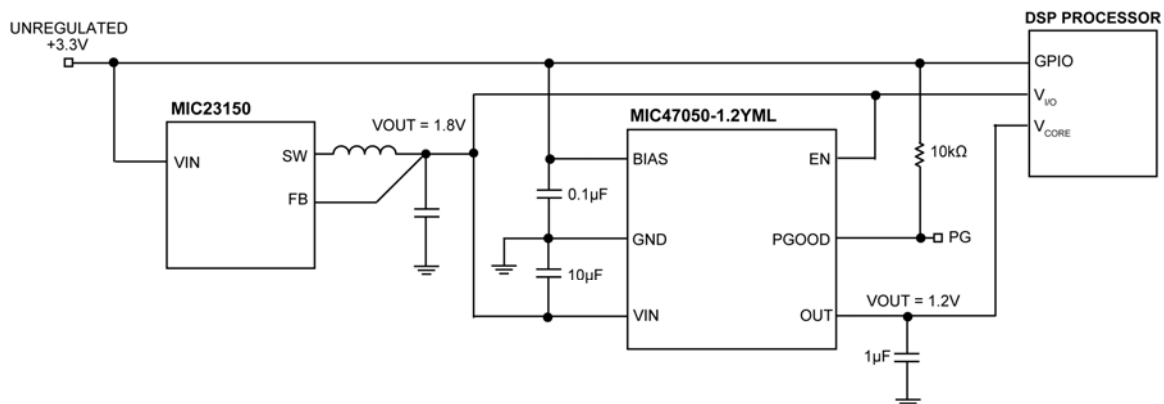 UNREGULATED
+3.3V
DSP PROCESSOR
GPIO
VI/O
VCORE
MIC23150
VIN
SW
FB
VOUT = 1.8V
MIC47050-1.2YML
BIAS
EN
GND
PGOOD
VIN
OUT
0.1µF
10µF
10kΩ
PG
VOUT = 1.2V
1µF